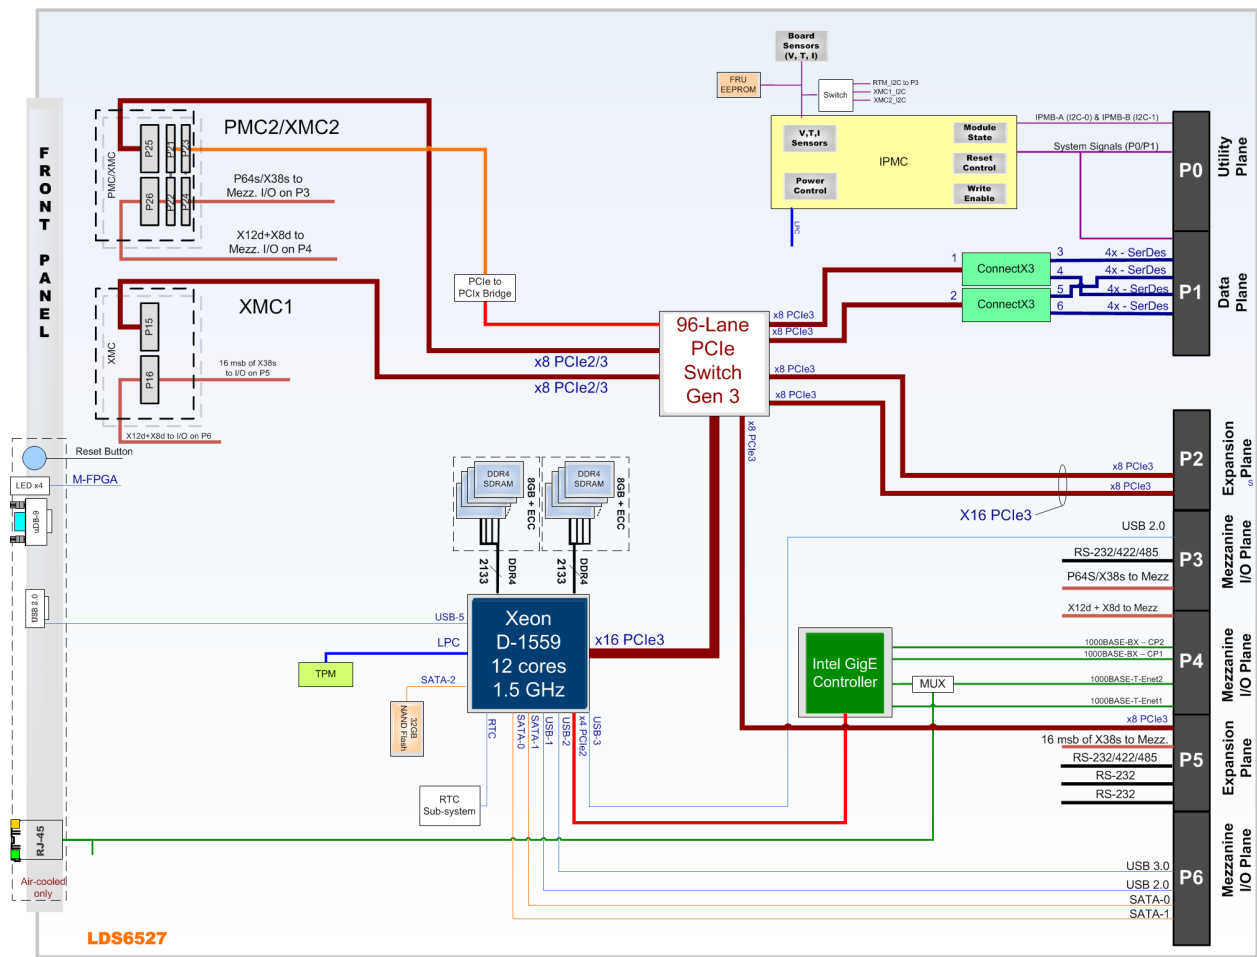 Board
Sensors
(V, T, I)
FRU
EEPROM
Switch
RTM_I2C to P3
XMC1_I2C
XMC2_I2C
V,T,I
Sensors
Power
Control
IPMC
Module
State
Reset
Control
Write
Enable
LPC
IPMB-A (I2C-0) & IPMB-B (I2C-1)
System Signals (P0/P1)
P0
Utility
Plane
FRONT PANEL
PMC/XMC
P25
P21
P23
P26
P22
P24
PMC2/XMC2
P64s/X38s to
Mezz. I/O on P3
X12d+X8d to
Mezz. I/O on P4
PCIe to
PCIx Bridge
XMC
P15
P16
XMC1
16 msb of X38s
to I/O on P5
X12d+X8d to I/O on P6
x8 PCIe2/3
x8 PCIe2/3
96-Lane
PCIe
Switch
Gen 3
x8 PCIe3
x8 PCIe3
x8 PCIe3
x8 PCIe3
x8 PCIe3
1
ConnectX3
2
ConnectX3
3
4
5
6
4x - SerDes
4x - SerDes
4x - SerDes
4x - SerDes
P1
Data
Plane
Reset Button
LED x4
M-FPGA
uDB-9
USB 2.0
DDR4
SDRAM
8GB + ECC
DDR4
SDRAM
8GB + ECC
2133
DDR4
2133
DDR4
Xeon
D-1559
12 cores
1.5 GHz
x16 PCIe3
USB-5
LPC
TPM
SATA-2
32GB
NAND Flash
RTC
SATA-0
SATA-1
USB-1
USB-2
x4 PCIe2
USB-3
RTC
Sub-system
x8 PCIe3
x8 PCIe3
X16 PCIe3
P2
Expansion
Plane
S
USB 2.0
RS-232/422/485
P64S/X38s to Mezz
P3
Mezzanine
I/O Plane
X12d + X8d to Mezz
Intel GigE
Controller
MUX
1000BASE-BX – CP2
1000BASE-BX – CP1
1000BASE-T-Enet2
1000BASE-T-Enet1
P4
Mezzanine
I/O Plane
x8 PCIe3
16 msb of X38s to Mezz.
RS-232/422/485
RS-232
RS-232
P5
Expansion
Plane
RJ-45
Air-cooled
only
USB 3.0
USB 2.0
SATA-0
SATA-1
P6
Mezzanine
I/O Plane
LDS6527